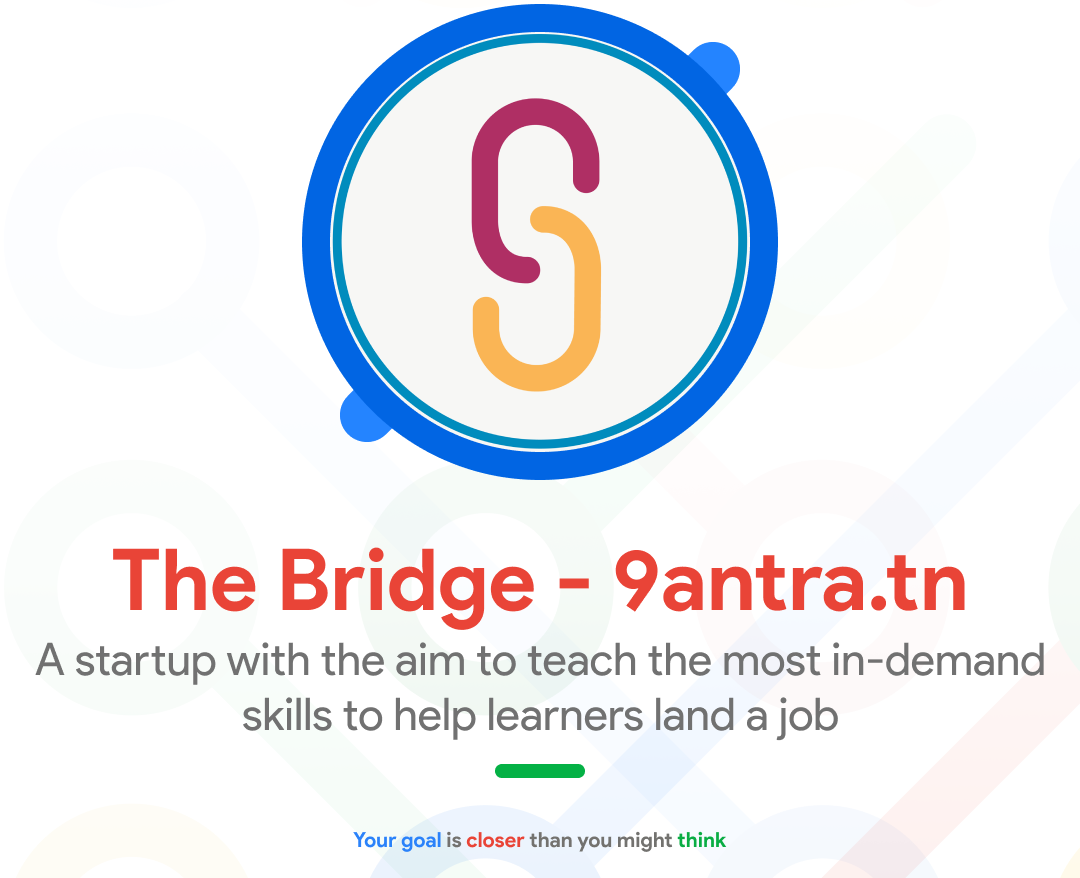 The Bridge - 9antra.tn
A startup with the aim to teach the most in-demand
skills to help learners land a job
Your goal is closer than you might think